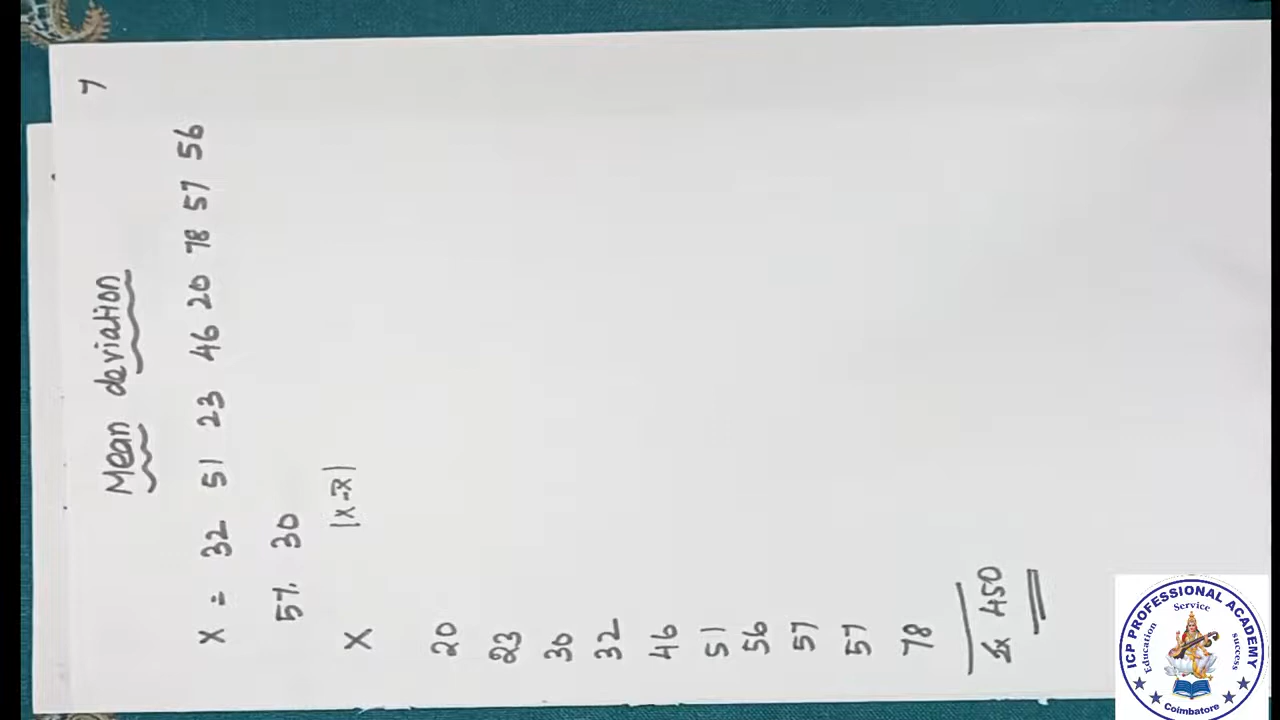 7
Mean deviation
X = 32 51 23 46 20 78 57 56
57. 30
X |X-x̄|
20
23
30
32
46
51
56
57
57
78
Σx 450
ICP PROFESSIONAL ACADEMY
Service
Education
success
Coimbatore